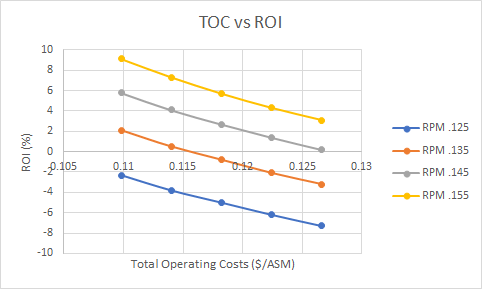 TOC vs ROI
10
8
6
4
2
0
-2
-4
-6
-8
-10
ROI (%)
0.105 0.11 0.115 0.12 0.125 0.13
Total Operating Costs ($/ASM)
RPM .125
RPM .135
RPM .145
RPM .155